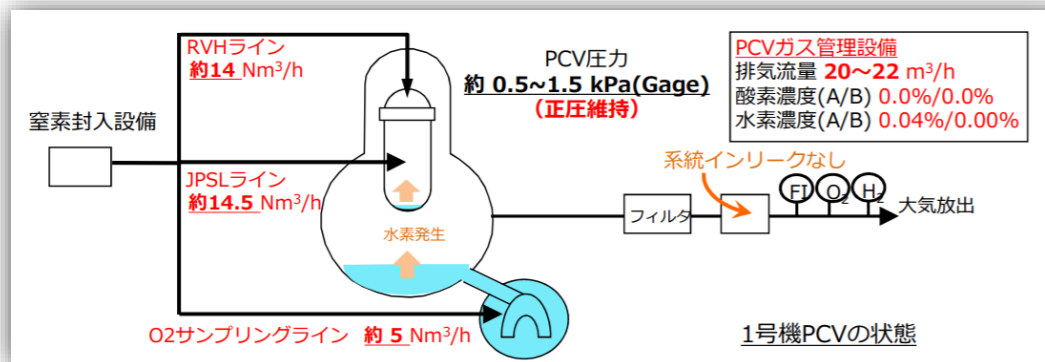 RVHライン
約14 Nm³/h
窒素封入設備
JPSLライン
約14.5 Nm³/h
O2サンプリングライン 約 5 Nm³/h
水素発生
PCV圧力
約 0.5~1.5 kPa(Gage)
（正圧維持）
PCVガス管理設備
排気流量 20～22 m³/h
酸素濃度(A/B) 0.0%/0.0%
水素濃度(A/B) 0.04%/0.00%
系統インリークなし
フィルタ
FI
O₂
H₂
大気放出
1号機PCVの状態